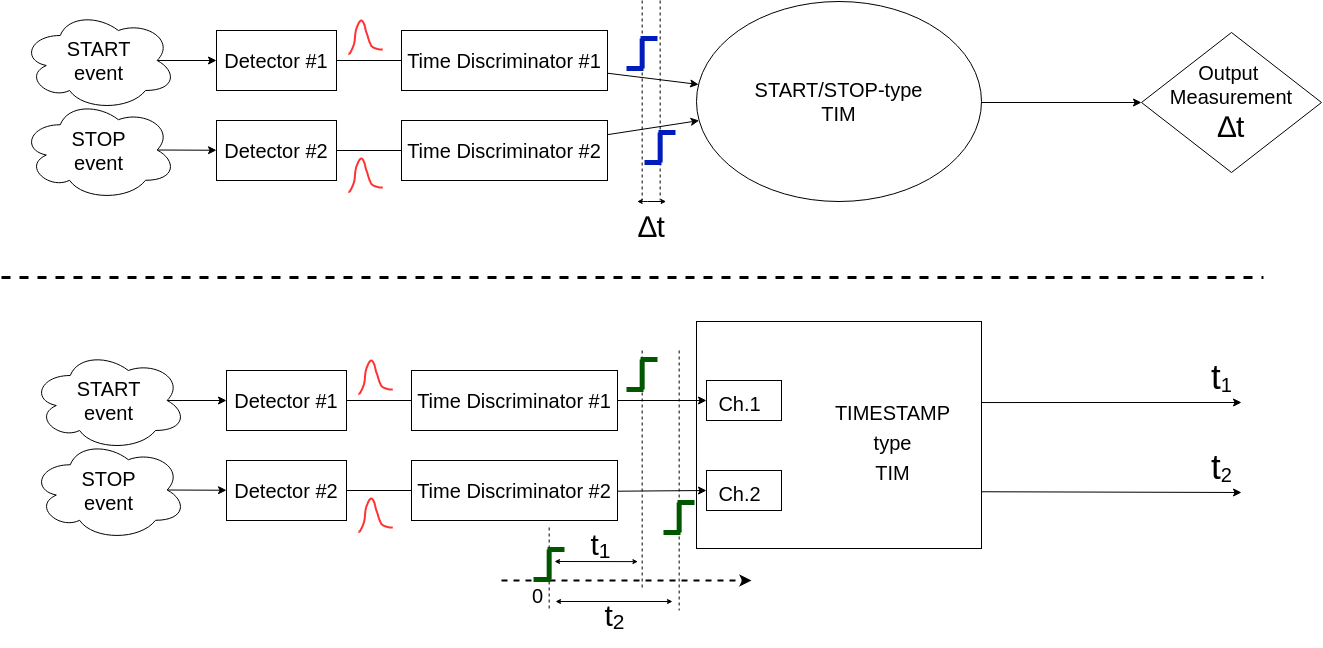 START
event
Detector #1
Time Discriminator #1
STOP
event
Detector #2
Time Discriminator #2
Δt
START/STOP-type
TIM
Output
Measurement
Δt
START
event
Detector #1
Time Discriminator #1
STOP
event
Detector #2
Time Discriminator #2
Ch.1
Ch.2
TIMESTAMP
type
TIM
t1
t2
t1
0
t2